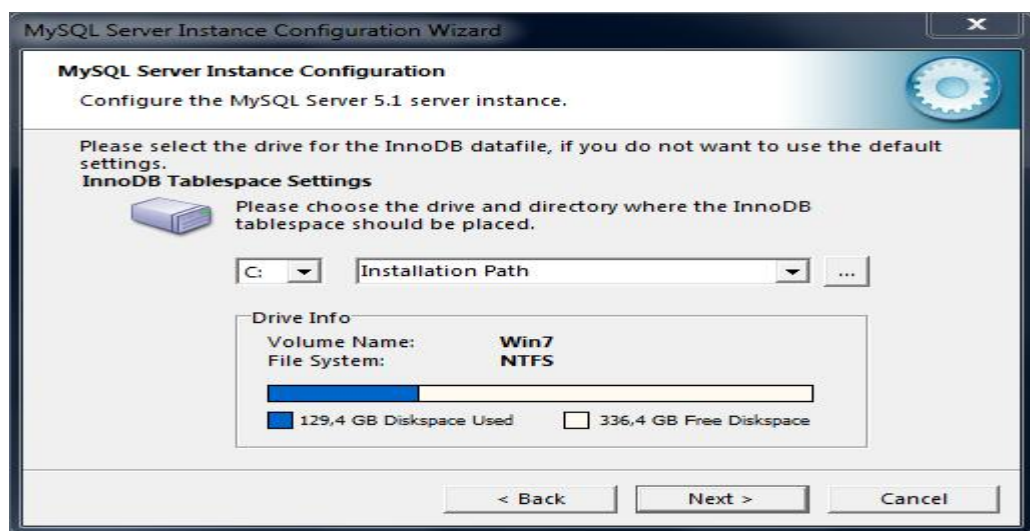 MySQL Server Instance Configuration Wizard
MySQL Server Instance Configuration
Configure the MySQL Server 5.1 server instance.
Please select the drive for the InnoDB datafile, if you do not want to use the default
settings.
InnoDB Tablespace Settings
Please choose the drive and directory where the InnoDB
tablespace should be placed.
C: Installation Path ...
Drive Info
Volume Name: Win7
File System: NTFS
129,4 GB Diskspace Used 336,4 GB Free Diskspace
< Back Next > Cancel